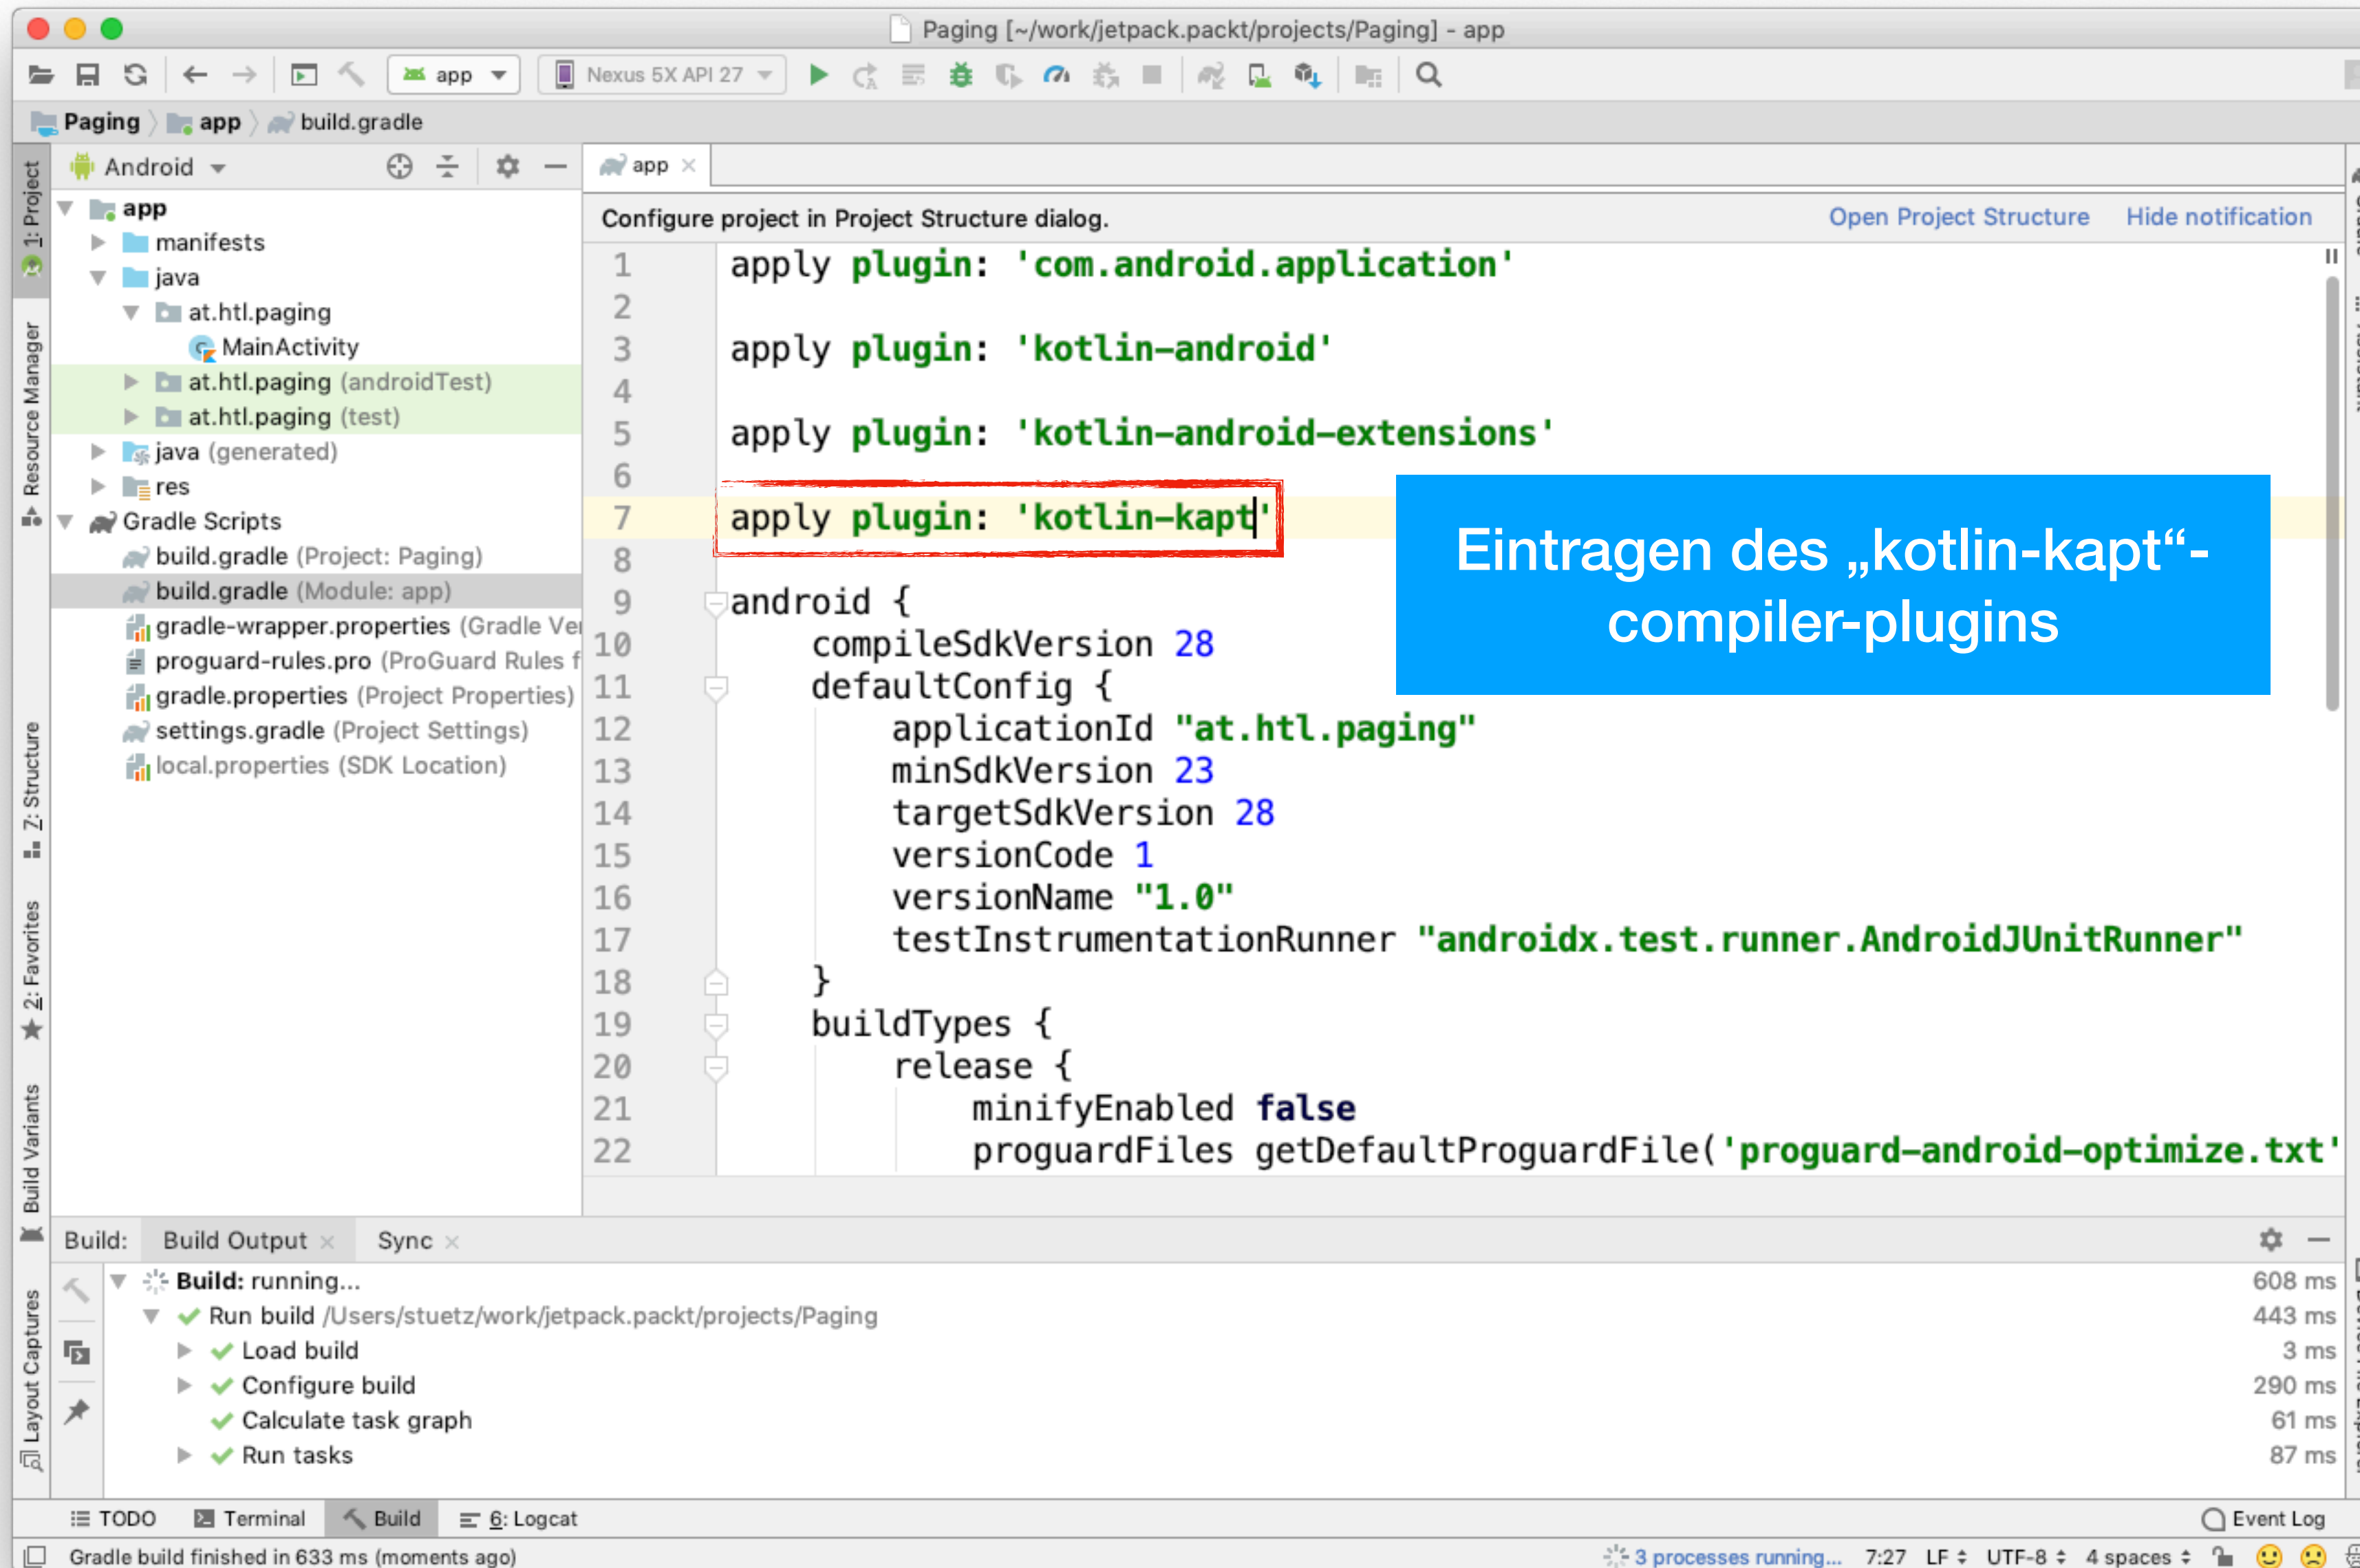 Paging [~/work/jetpack.packt/projects/Paging] - app
app
Nexus 5X API 27
Paging
app
build.gradle
1: Project
Resource Manager
Z: Structure
2: Favorites
Build Variants
Layout Captures
Android
app
manifests
java
at.htl.paging
MainActivity
at.htl.paging (androidTest)
at.htl.paging (test)
java (generated)
res
Gradle Scripts
build.gradle (Project: Paging)
build.gradle (Module: app)
gradle-wrapper.properties (Gradle Ver
proguard-rules.pro (ProGuard Rules f
gradle.properties (Project Properties)
settings.gradle (Project Settings)
local.properties (SDK Location)
app
Configure project in Project Structure dialog.
Open Project Structure
Hide notification
1 apply plugin: 'com.android.application'
2
3 apply plugin: 'kotlin-android'
4
5 apply plugin: 'kotlin-android-extensions'
6
7 apply plugin: 'kotlin-kapt'
8
9 android {
10 compileSdkVersion 28
11 defaultConfig {
12 applicationId "at.htl.paging"
13 minSdkVersion 23
14 targetSdkVersion 28
15 versionCode 1
16 versionName "1.0"
17 testInstrumentationRunner "androidx.test.runner.AndroidJUnitRunner"
18 }
19 buildTypes {
20 release {
21 minifyEnabled false
22 proguardFiles getDefaultProguardFile('proguard-android-optimize.txt'
Eintragen des „kotlin-kapt“-
compiler-plugins
Build:
Build Output
Sync
Build: running... 608 ms
Run build /Users/stuetz/work/jetpack.packt/projects/Paging 443 ms
Load build 3 ms
Configure build 290 ms
Calculate task graph 61 ms
Run tasks 87 ms
TODO
Terminal
Build
6: Logcat
Event Log
Gradle build finished in 633 ms (moments ago)
3 processes running...
7:27
LF
UTF-8
4 spaces